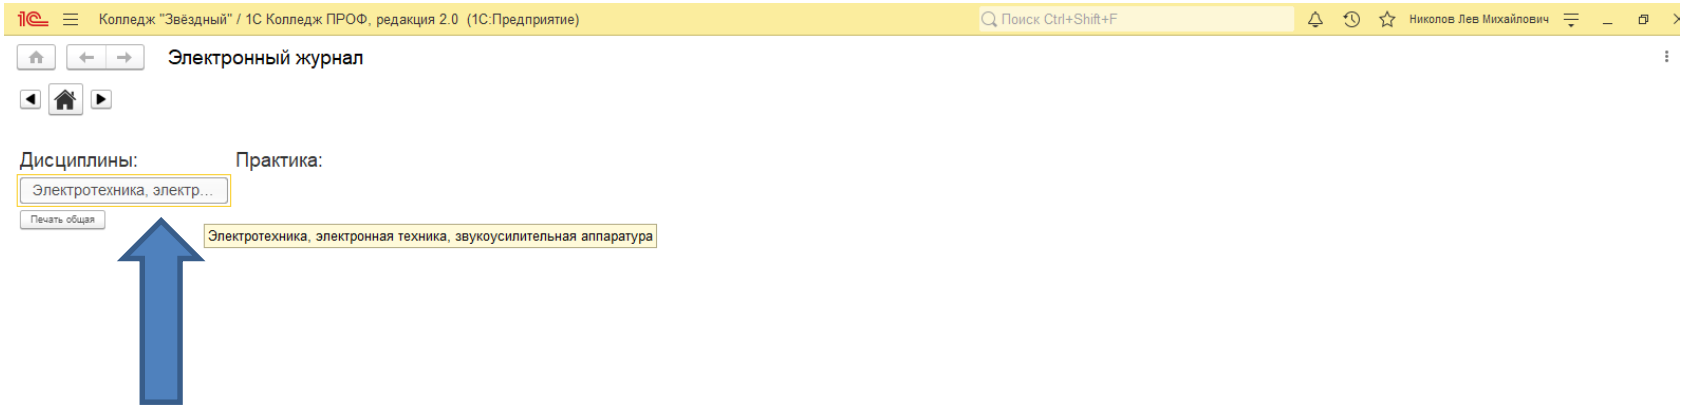 1С Колледж "Звёздный" / 1С Колледж ПРОФ, редакция 2.0 (1С:Предприятие) Поиск Ctrl+Shift+F Николов Лев Михайлович
Электронный журнал
Дисциплины: Практика:
Электротехника, электр...
Печать общая
Электротехника, электронная техника, звукоусилительная аппаратура